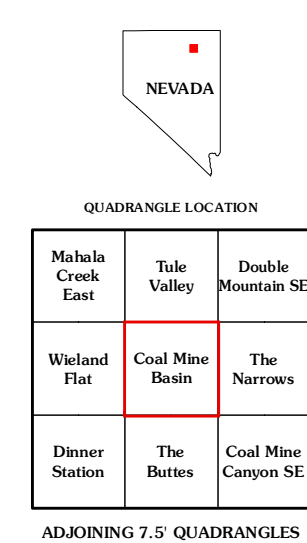 NEVADA
QUADRANGLE LOCATION
Mahala
Creek
East
Tule
Valley
Double
Mountain SE
Wieland
Flat
Coal Mine
Basin
The
Narrows
Dinner
Station
The
Buttes
Coal Mine
Canyon SE
ADJOINING 7.5' QUADRANGLES